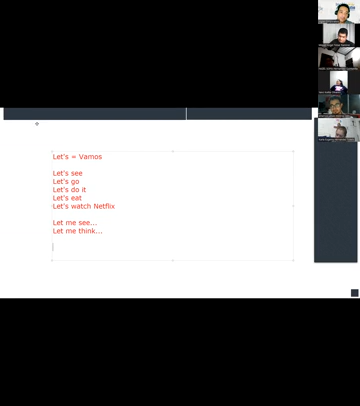 Let's = Vamos
Let's see
Let's go
Let's do it
Let's eat
Let's watch Netflix
Let me see...
Let me think...